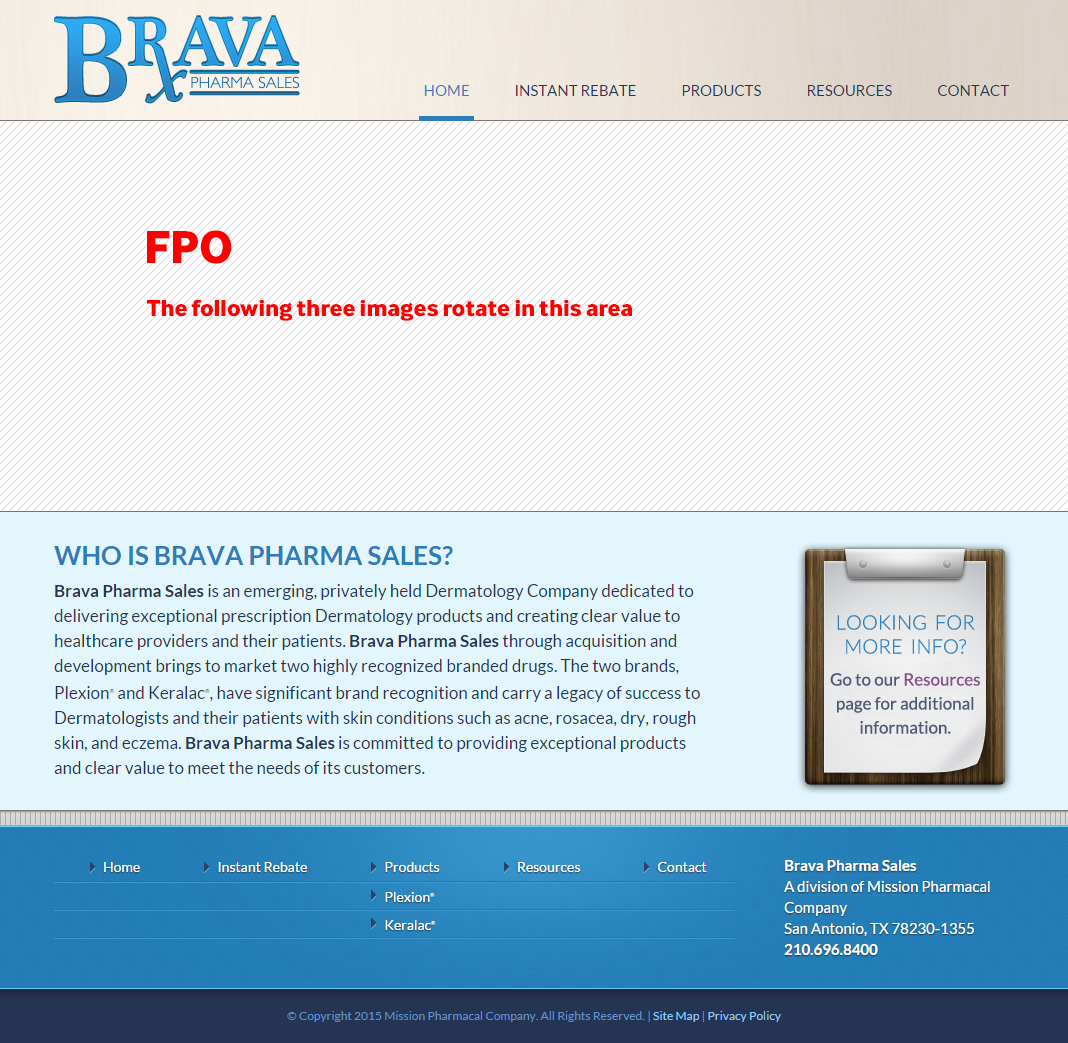 BRAVA
Rx PHARMA SALES
HOME INSTANT REBATE PRODUCTS RESOURCES CONTACT
FPO
The following three images rotate in this area
WHO IS BRAVA PHARMA SALES?
Brava Pharma Sales is an emerging, privately held Dermatology Company dedicated to
delivering exceptional prescription Dermatology products and creating clear value to
healthcare providers and their patients. Brava Pharma Sales through acquisition and
development brings to market two highly recognized branded drugs. The two brands,
Plexion® and Keralac®, have significant brand recognition and carry a legacy of success to
Dermatologists and their patients with skin conditions such as acne, rosacea, dry, rough
skin, and eczema. Brava Pharma Sales is committed to providing exceptional products
and clear value to meet the needs of its customers.
LOOKING FOR
MORE INFO?
Go to our Resources
page for additional
information.
Home Instant Rebate Products Resources Contact
Plexion®
Keralac®
Brava Pharma Sales
A division of Mission Pharmacal
Company
San Antonio, TX 78230-1355
210.696.8400
© Copyright 2015 Mission Pharmacal Company. All Rights Reserved. | Site Map | Privacy Policy